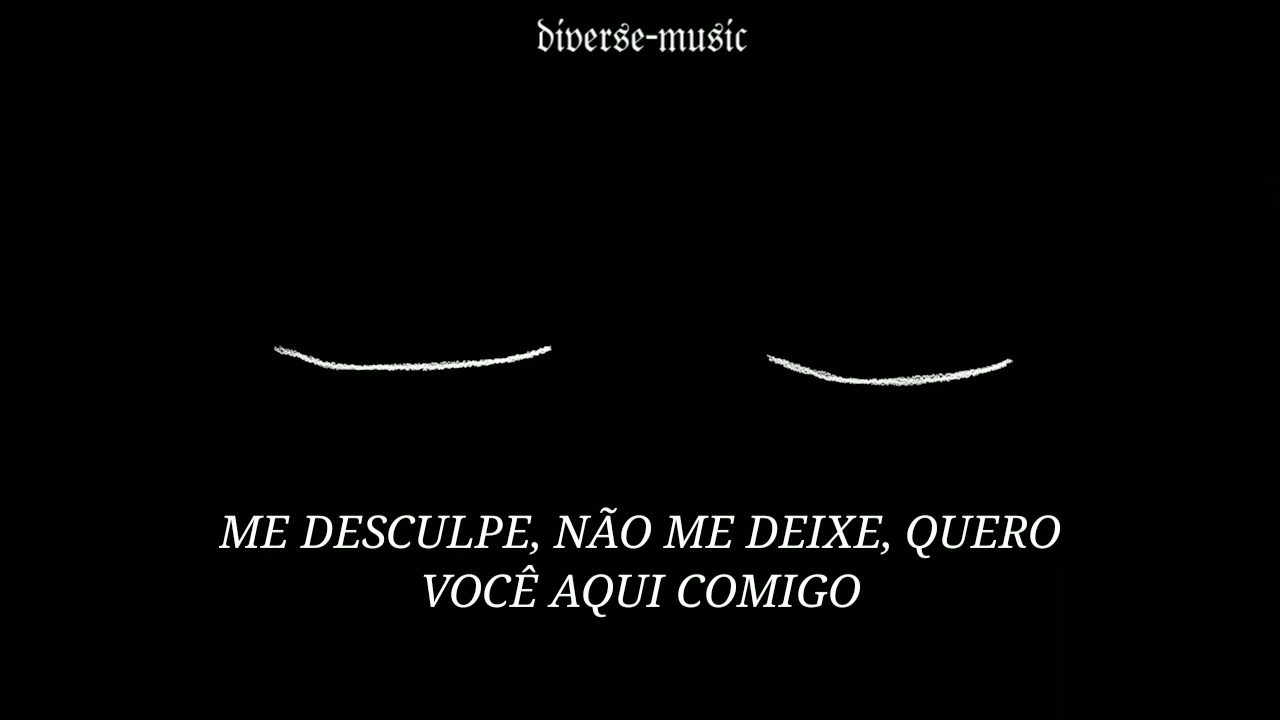 diverse-music
ME DESCULPE, NÃO ME DEIXE, QUERO
VOCÊ AQUI COMIGO